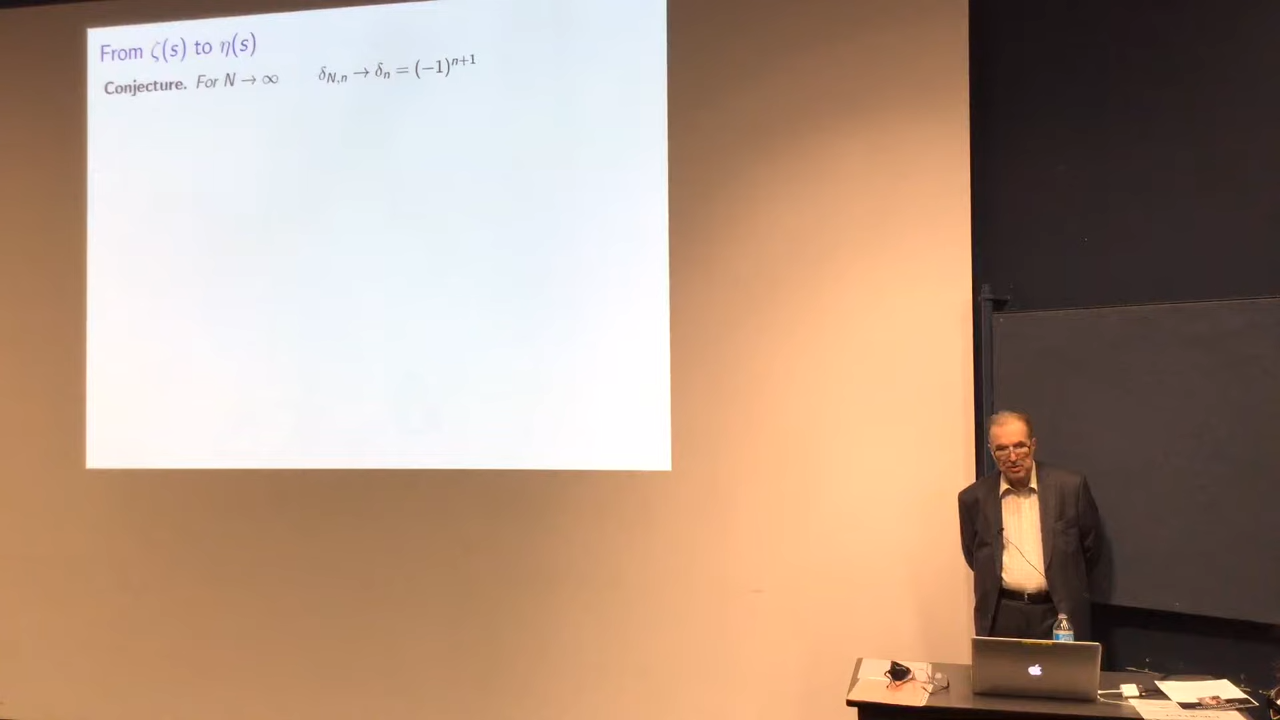 From ζ(s) to η(s)
Conjecture. For N → ∞ δ_{N,n} → δ_n = (−1)^{n+1}